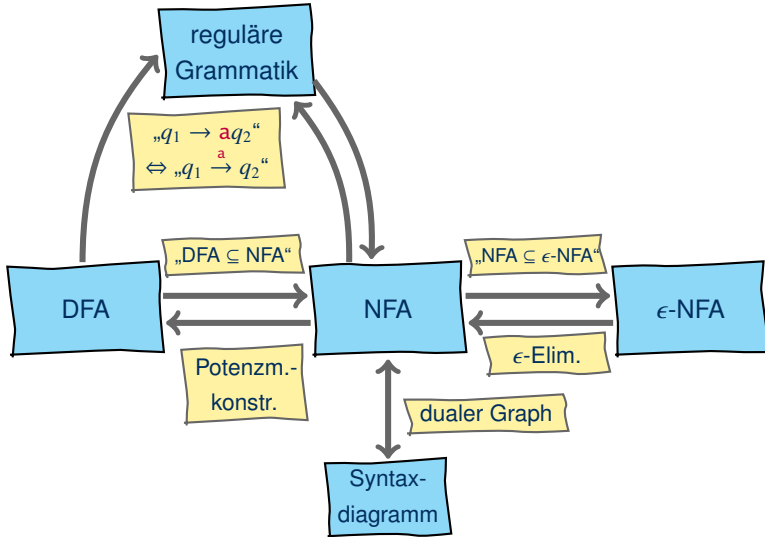 reguläre
Grammatik
„q₁ → aq₂“
⇔ „q₁ →ᵃ q₂“
„DFA ⊆ NFA“
„NFA ⊆ ϵ-NFA“
DFA
NFA
ϵ-NFA
Potenzm.-
konstr.
ϵ-Elim.
dualer Graph
Syntax-
diagramm